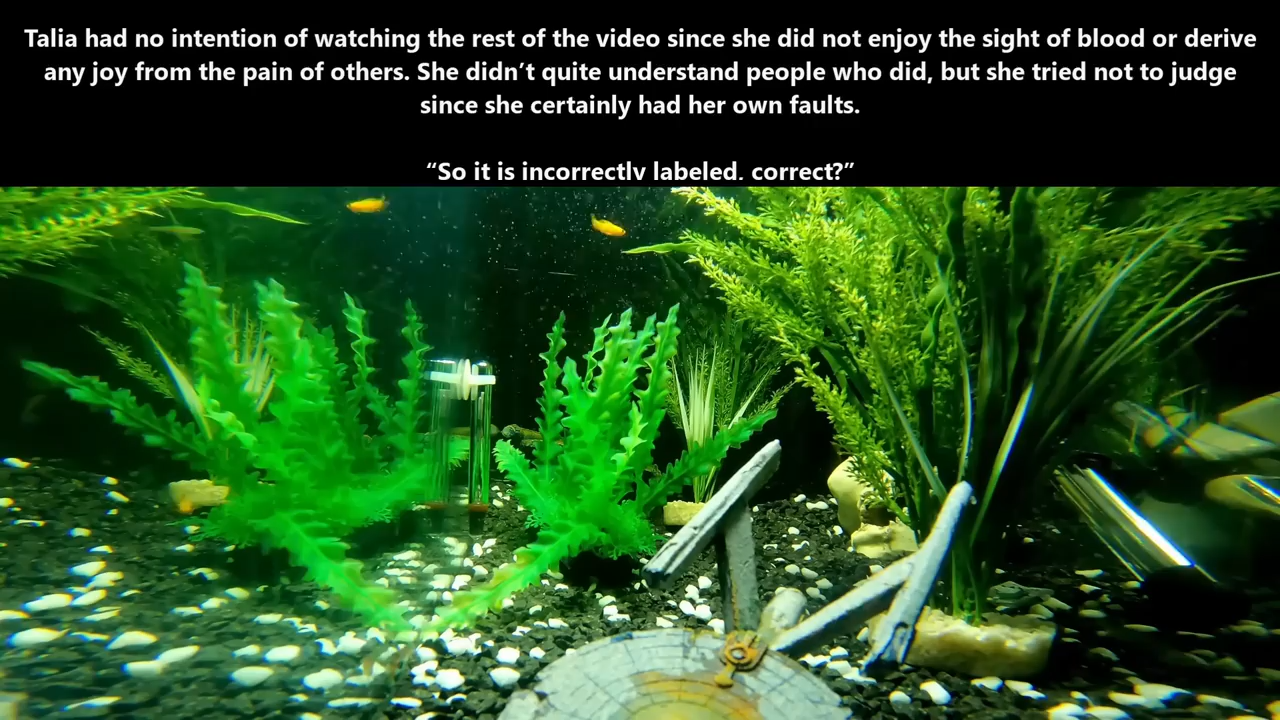 Talia had no intention of watching the rest of the video since she did not enjoy the sight of blood or derive
any joy from the pain of others. She didn’t quite understand people who did, but she tried not to judge
since she certainly had her own faults.
“So it is incorrectly labeled, correct?”